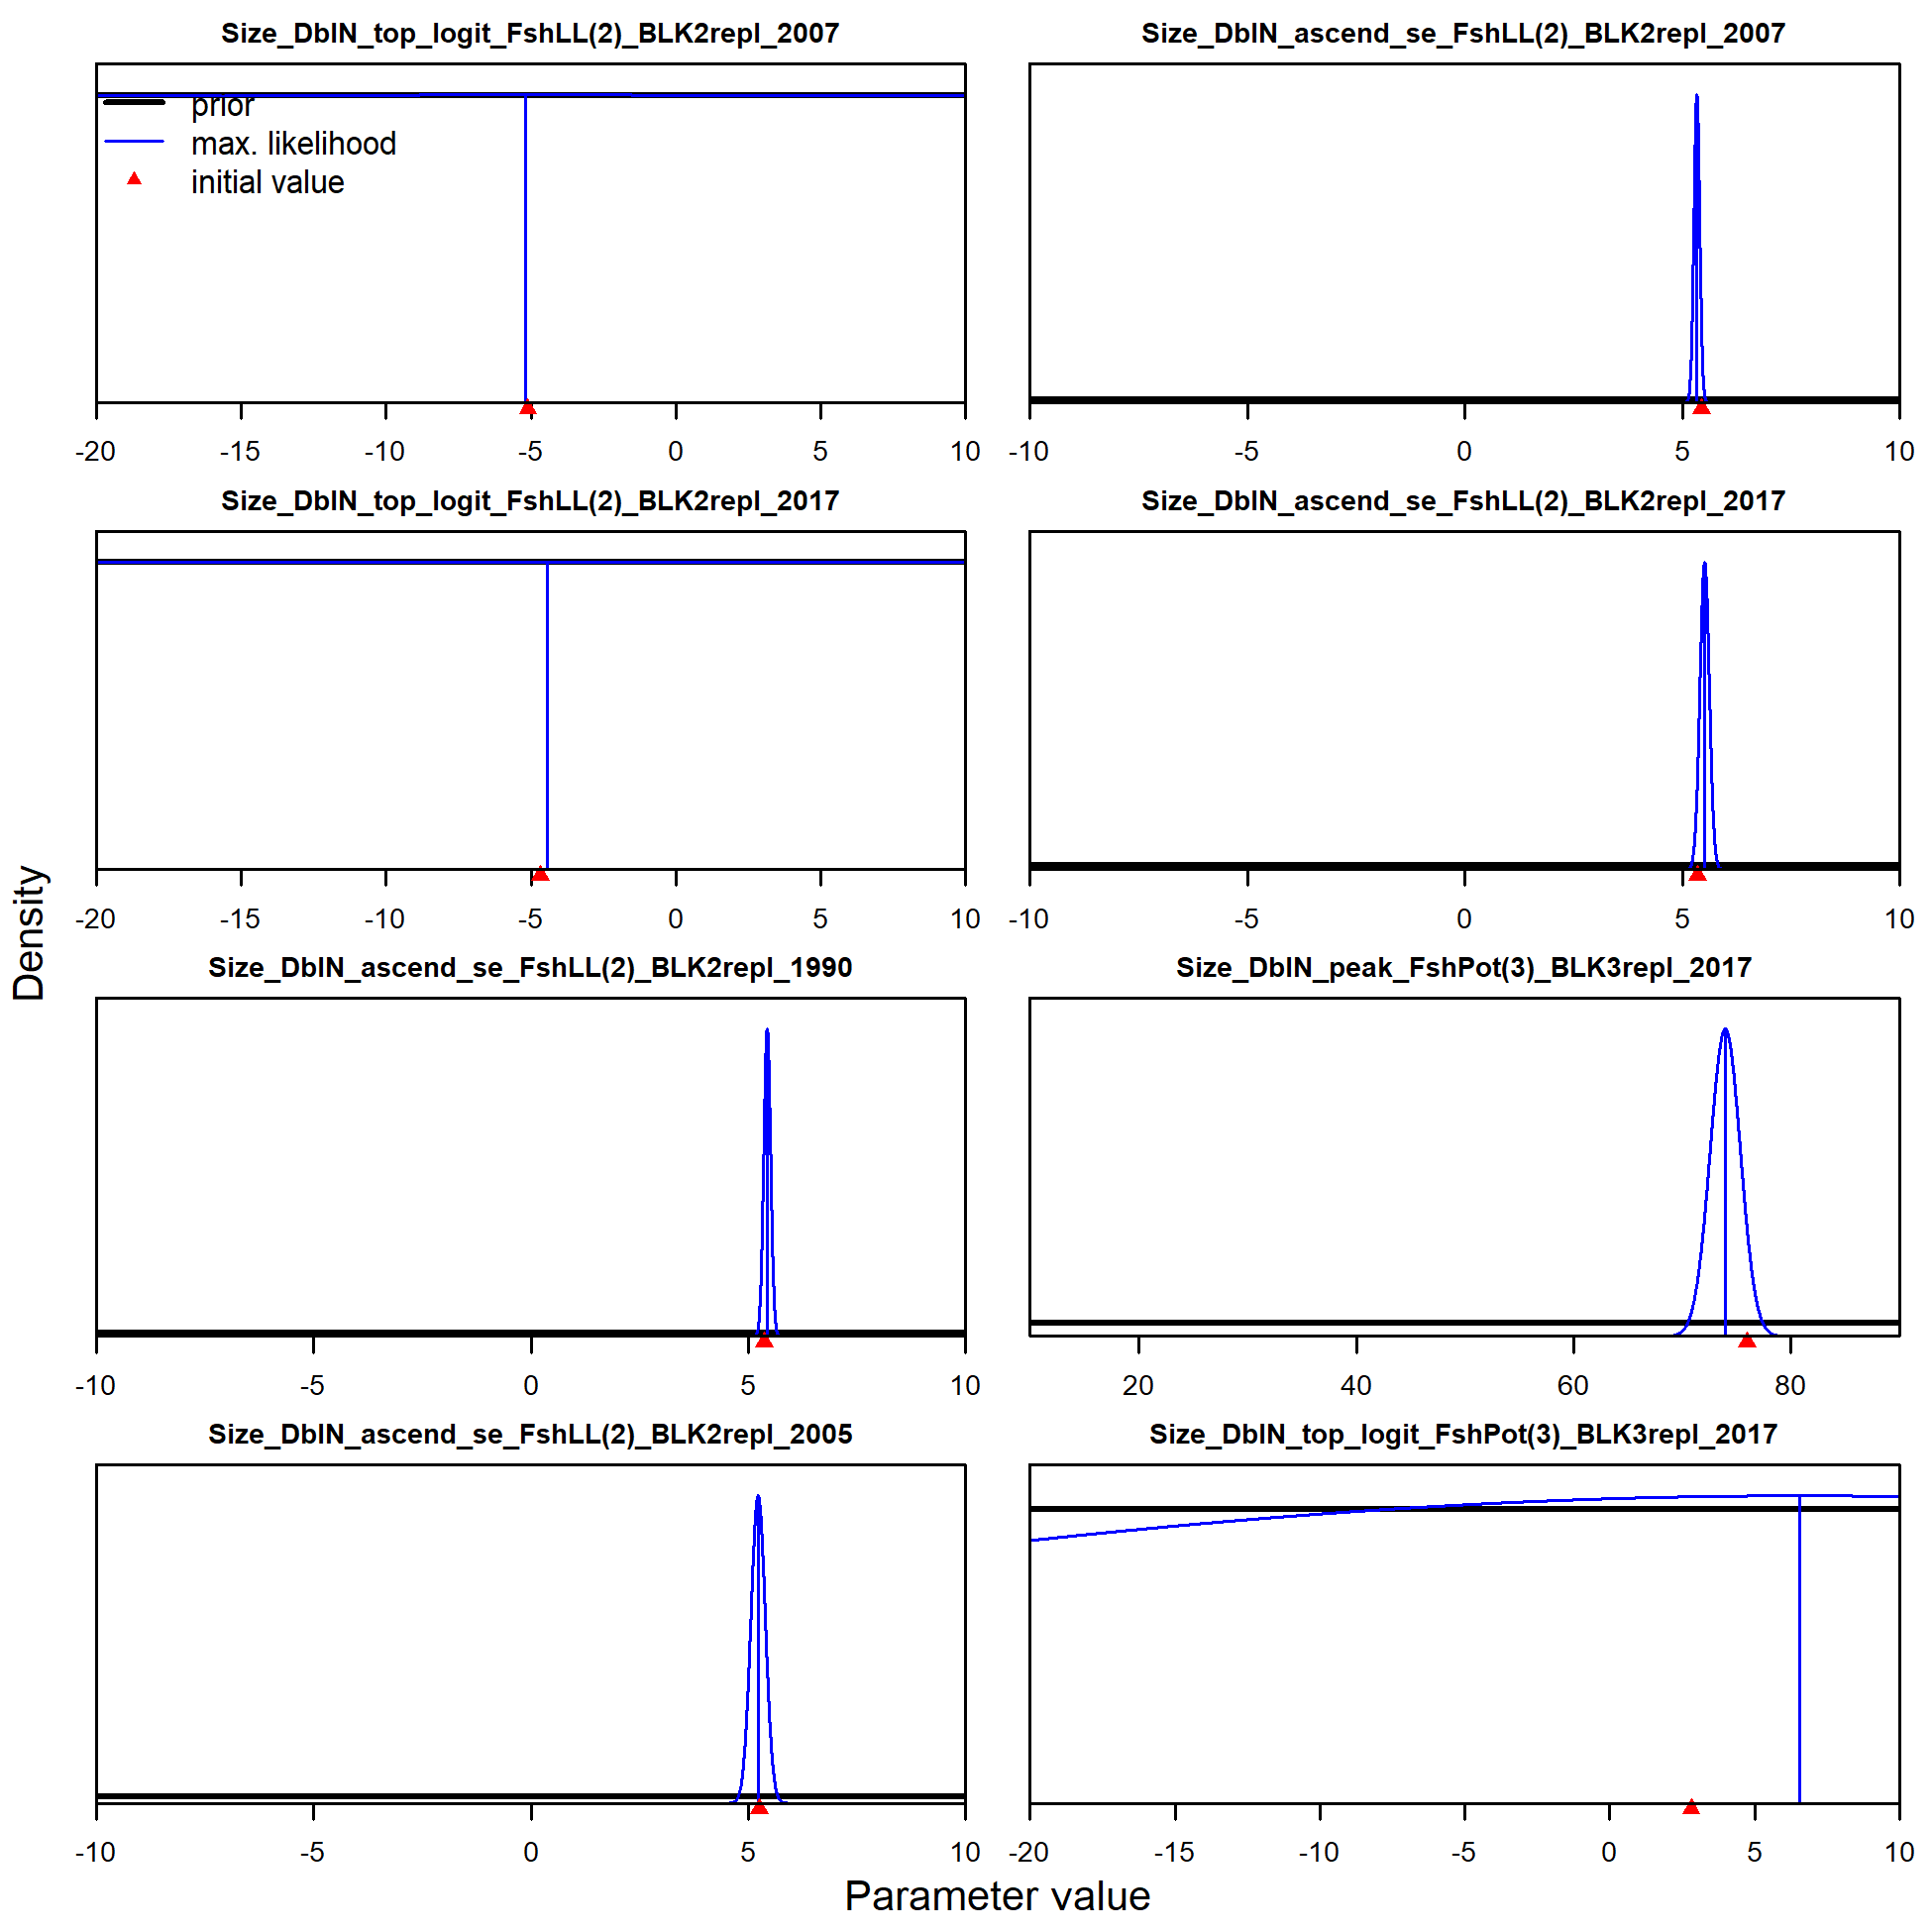 Size_DblN_top_logit_FshLL(2)_BLK2repl_2007
prior
max. likelihood
initial value
-20 -15 -10 -5 0 5 10
Size_DblN_ascend_se_FshLL(2)_BLK2repl_2007
-10 -5 0 5 10
Size_DblN_top_logit_FshLL(2)_BLK2repl_2017
-20 -15 -10 -5 0 5 10
Size_DblN_ascend_se_FshLL(2)_BLK2repl_2017
-10 -5 0 5 10
Size_DblN_ascend_se_FshLL(2)_BLK2repl_1990
-10 -5 0 5 10
Size_DblN_peak_FshPot(3)_BLK3repl_2017
20 40 60 80
Size_DblN_ascend_se_FshLL(2)_BLK2repl_2005
-10 -5 0 5 10
Size_DblN_top_logit_FshPot(3)_BLK3repl_2017
-20 -15 -10 -5 0 5 10
Density
Parameter value